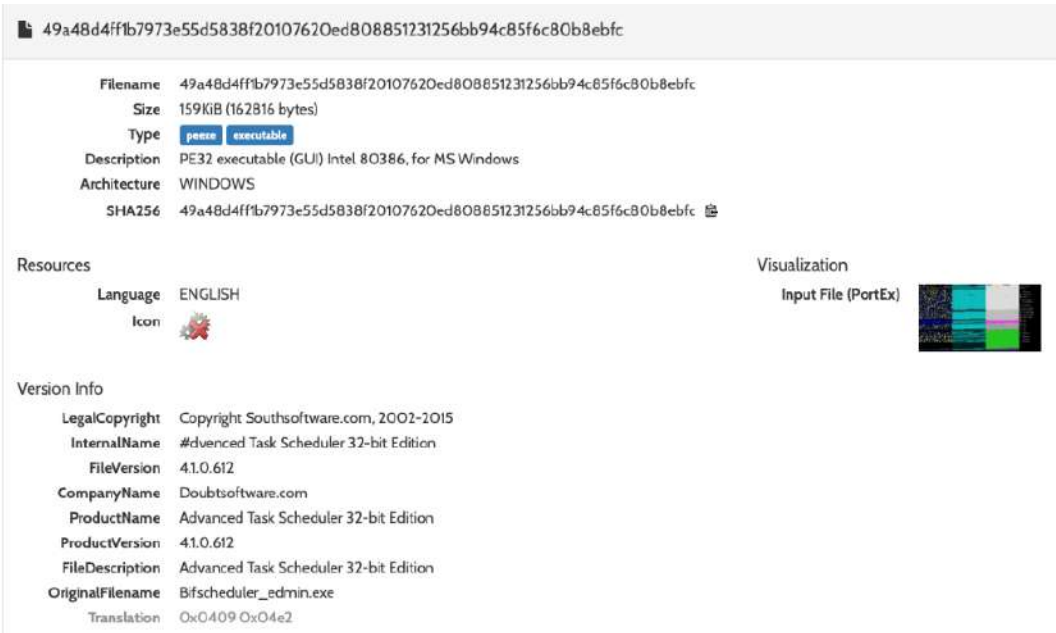 49a48d4ff1b7973e55d5838f20107620ed808851231256bb94c85f6c80b8ebfc
Filename 49a48d4ff1b7973e55d5838f20107620ed808851231256bb94c85f6c80b8ebfc
Size 159KiB (162816 bytes)
Type peexe executable
Description PE32 executable (GUI) Intel 80386, for MS Windows
Architecture WINDOWS
SHA256 49a48d4ff1b7973e55d5838f20107620ed808851231256bb94c85f6c80b8ebfc
Resources
Language ENGLISH
Icon
Visualization
Input File (PortEx)
Version Info
LegalCopyright Copyright Southsoftware.com, 2002-2015
InternalName #dvenced Task Scheduler 32-bit Edition
FileVersion 4.1.0.612
CompanyName Doubtsoftware.com
ProductName Advanced Task Scheduler 32-bit Edition
ProductVersion 4.1.0.612
FileDescription Advanced Task Scheduler 32-bit Edition
OriginalFilename Bifscheduler_edmin.exe
Translation 0x0409 0x04e2